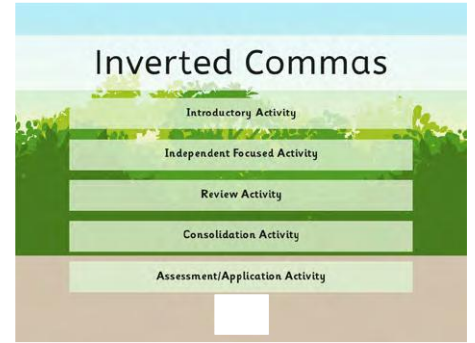 Inverted Commas
Introductory Activity
Independent Focused Activity
Review Activity
Consolidation Activity
Assessment/Application Activity